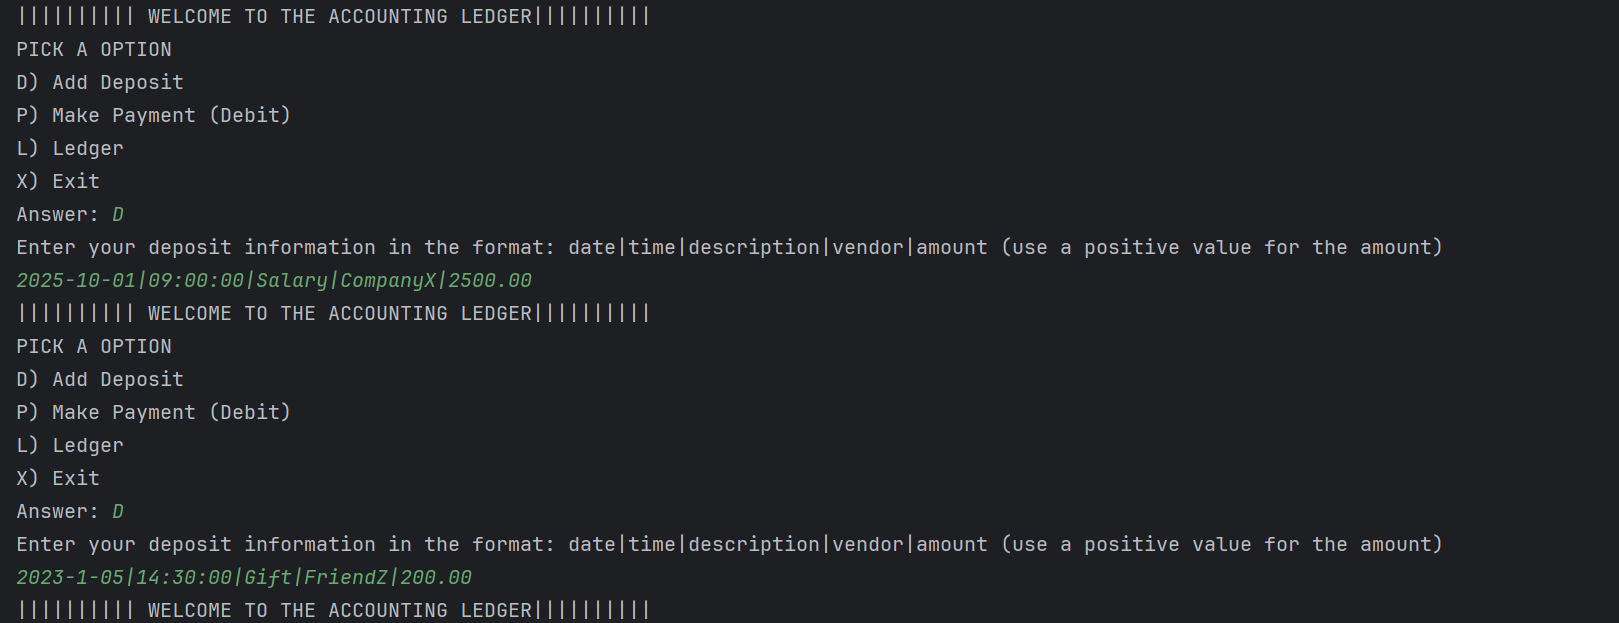 |||||||||| WELCOME TO THE ACCOUNTING LEDGER||||||||||
PICK A OPTION
D) Add Deposit
P) Make Payment (Debit)
L) Ledger
X) Exit
Answer: D
Enter your deposit information in the format: date|time|description|vendor|amount (use a positive value for the amount)
2025-10-01|09:00:00|Salary|CompanyX|2500.00
|||||||||| WELCOME TO THE ACCOUNTING LEDGER||||||||||
PICK A OPTION
D) Add Deposit
P) Make Payment (Debit)
L) Ledger
X) Exit
Answer: D
Enter your deposit information in the format: date|time|description|vendor|amount (use a positive value for the amount)
2023-1-05|14:30:00|Gift|FriendZ|200.00
|||||||||| WELCOME TO THE ACCOUNTING LEDGER||||||||||